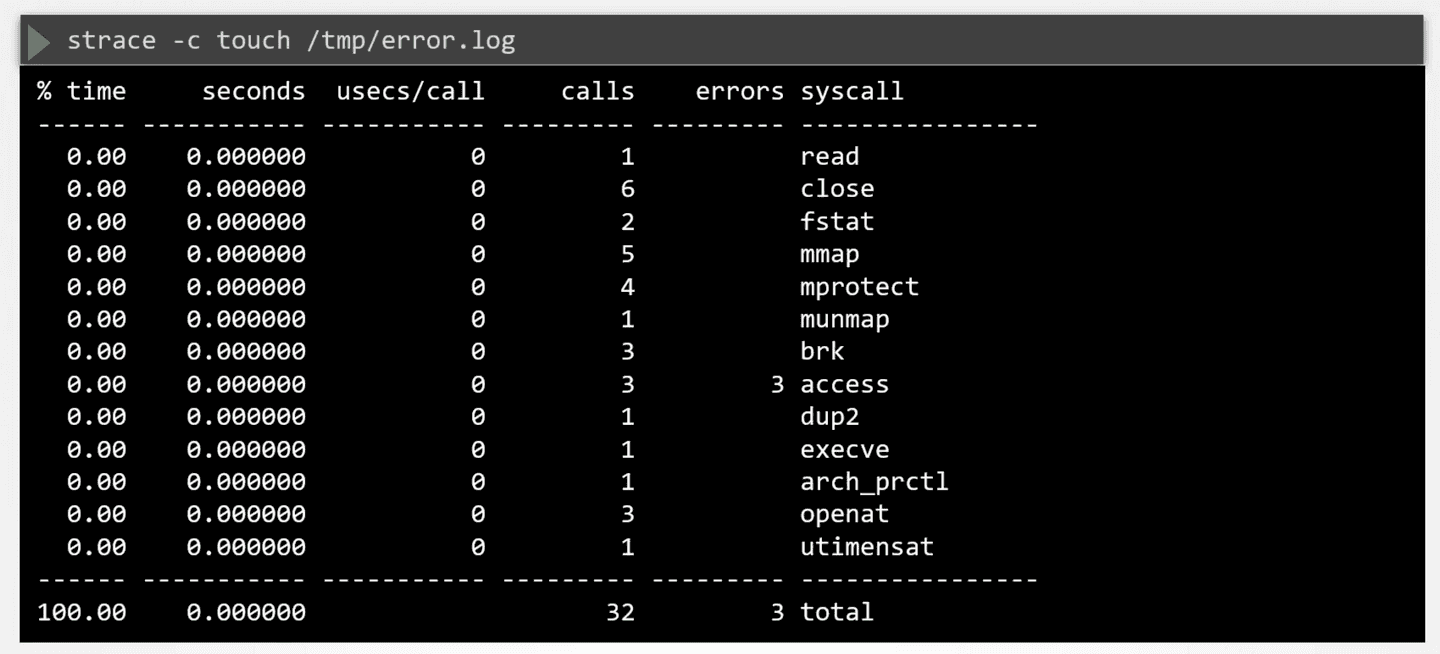 strace -c touch /tmp/error.log
% time     seconds  usecs/call     calls    errors syscall
------ ----------- ----------- --------- --------- ----------------
  0.00    0.000000           0         1           read
  0.00    0.000000           0         6           close
  0.00    0.000000           0         2           fstat
  0.00    0.000000           0         5           mmap
  0.00    0.000000           0         4           mprotect
  0.00    0.000000           0         1           munmap
  0.00    0.000000           0         3           brk
  0.00    0.000000           0         3         3 access
  0.00    0.000000           0         1           dup2
  0.00    0.000000           0         1           execve
  0.00    0.000000           0         1           arch_prctl
  0.00    0.000000           0         3           openat
  0.00    0.000000           0         1           utimensat
------ ----------- ----------- --------- --------- ----------------
100.00    0.000000                    32         3 total